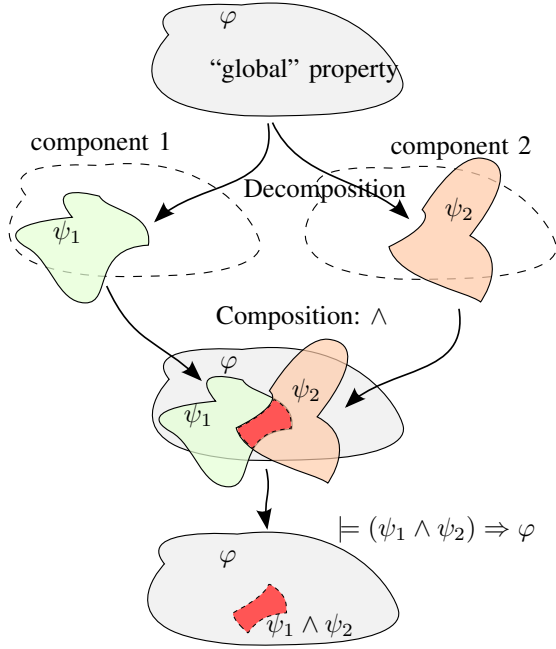 φ
“global” property
component 1
component 2
Decomposition
ψ₁
ψ₂
Composition: ∧
φ
ψ₁
ψ₂
⊨ (ψ₁ ∧ ψ₂) ⇒ φ
φ
ψ₁ ∧ ψ₂